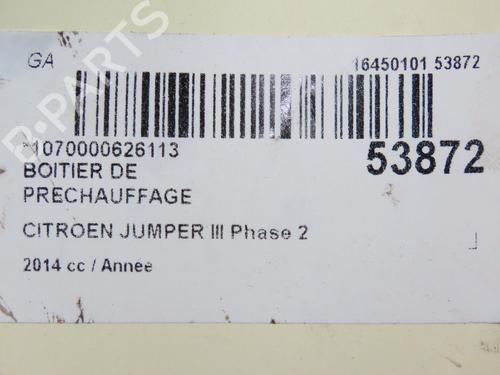 GA
16450101 53872
*1070000626113
53872
BOITIER DE
PRECHAUFFAGE
CITROEN JUMPER III Phase 2
2014 cc / Année
B-PARTS